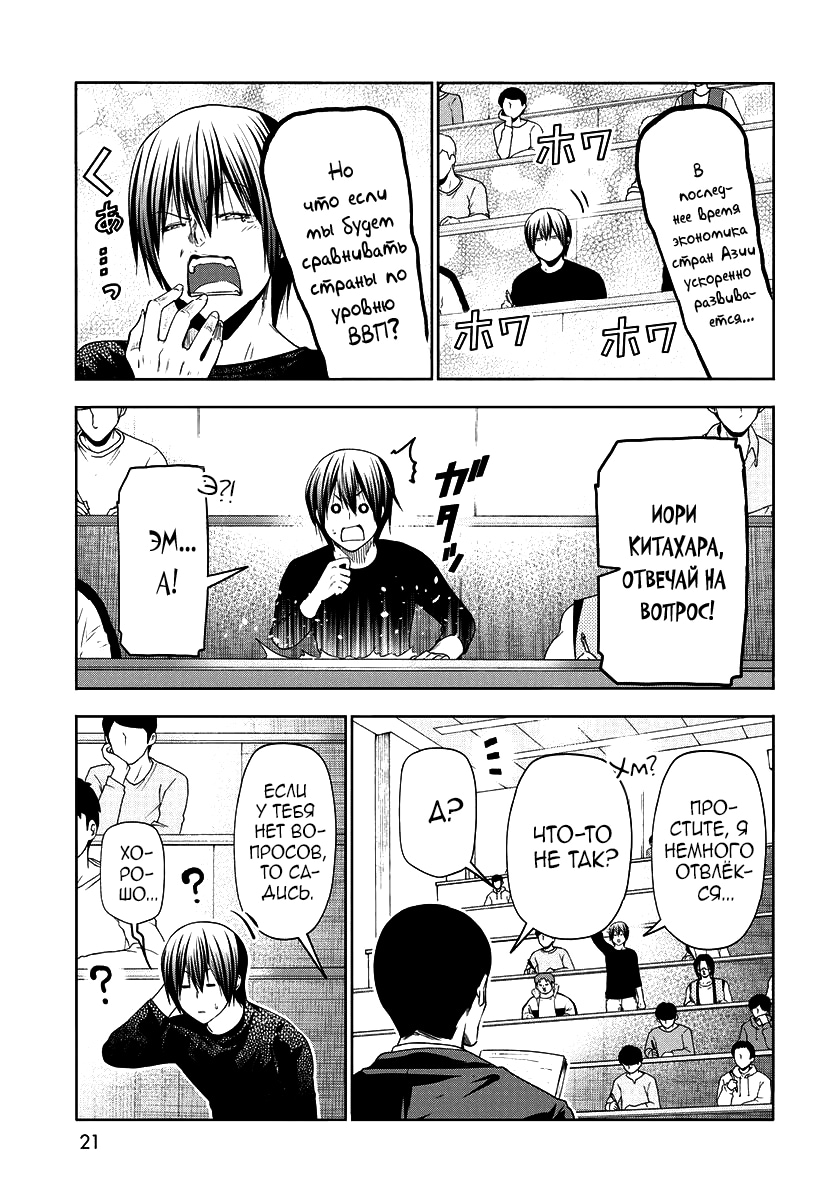 В
ПОСЛЕД-
НЕЕ ВРЕМЯ
ЭКОНОМИКА
СТРАН АЗИИ
УСКОРЕННО
РАЗВИВА-
ЕТСЯ...
ホワ
ホワ
ホワ
НО
ЧТО ЕСЛИ
МЫ БУДЕМ
СРАВНИВАТЬ
СТРАНЫ ПО
УРОВНЮ
ВВП?
くぁ…っ
ИОРИ
КИТАХАРА,
ОТВЕЧАЙ НА
ВОПРОС!
ガタッ
Э?!
ЭМ...
А!
ПРО-
СТИТЕ, Я
НЕМНОГО
ОТВЛЁК-
СЯ...
ХМ?
ЧТО-ТО
НЕ ТАК?
Д?
ЕСЛИ
У ТЕБЯ
НЕТ ВО-
ПРОСОВ,
ТО СА-
ДИСЬ.
ХО-
РО-
ШО...
?
?
21